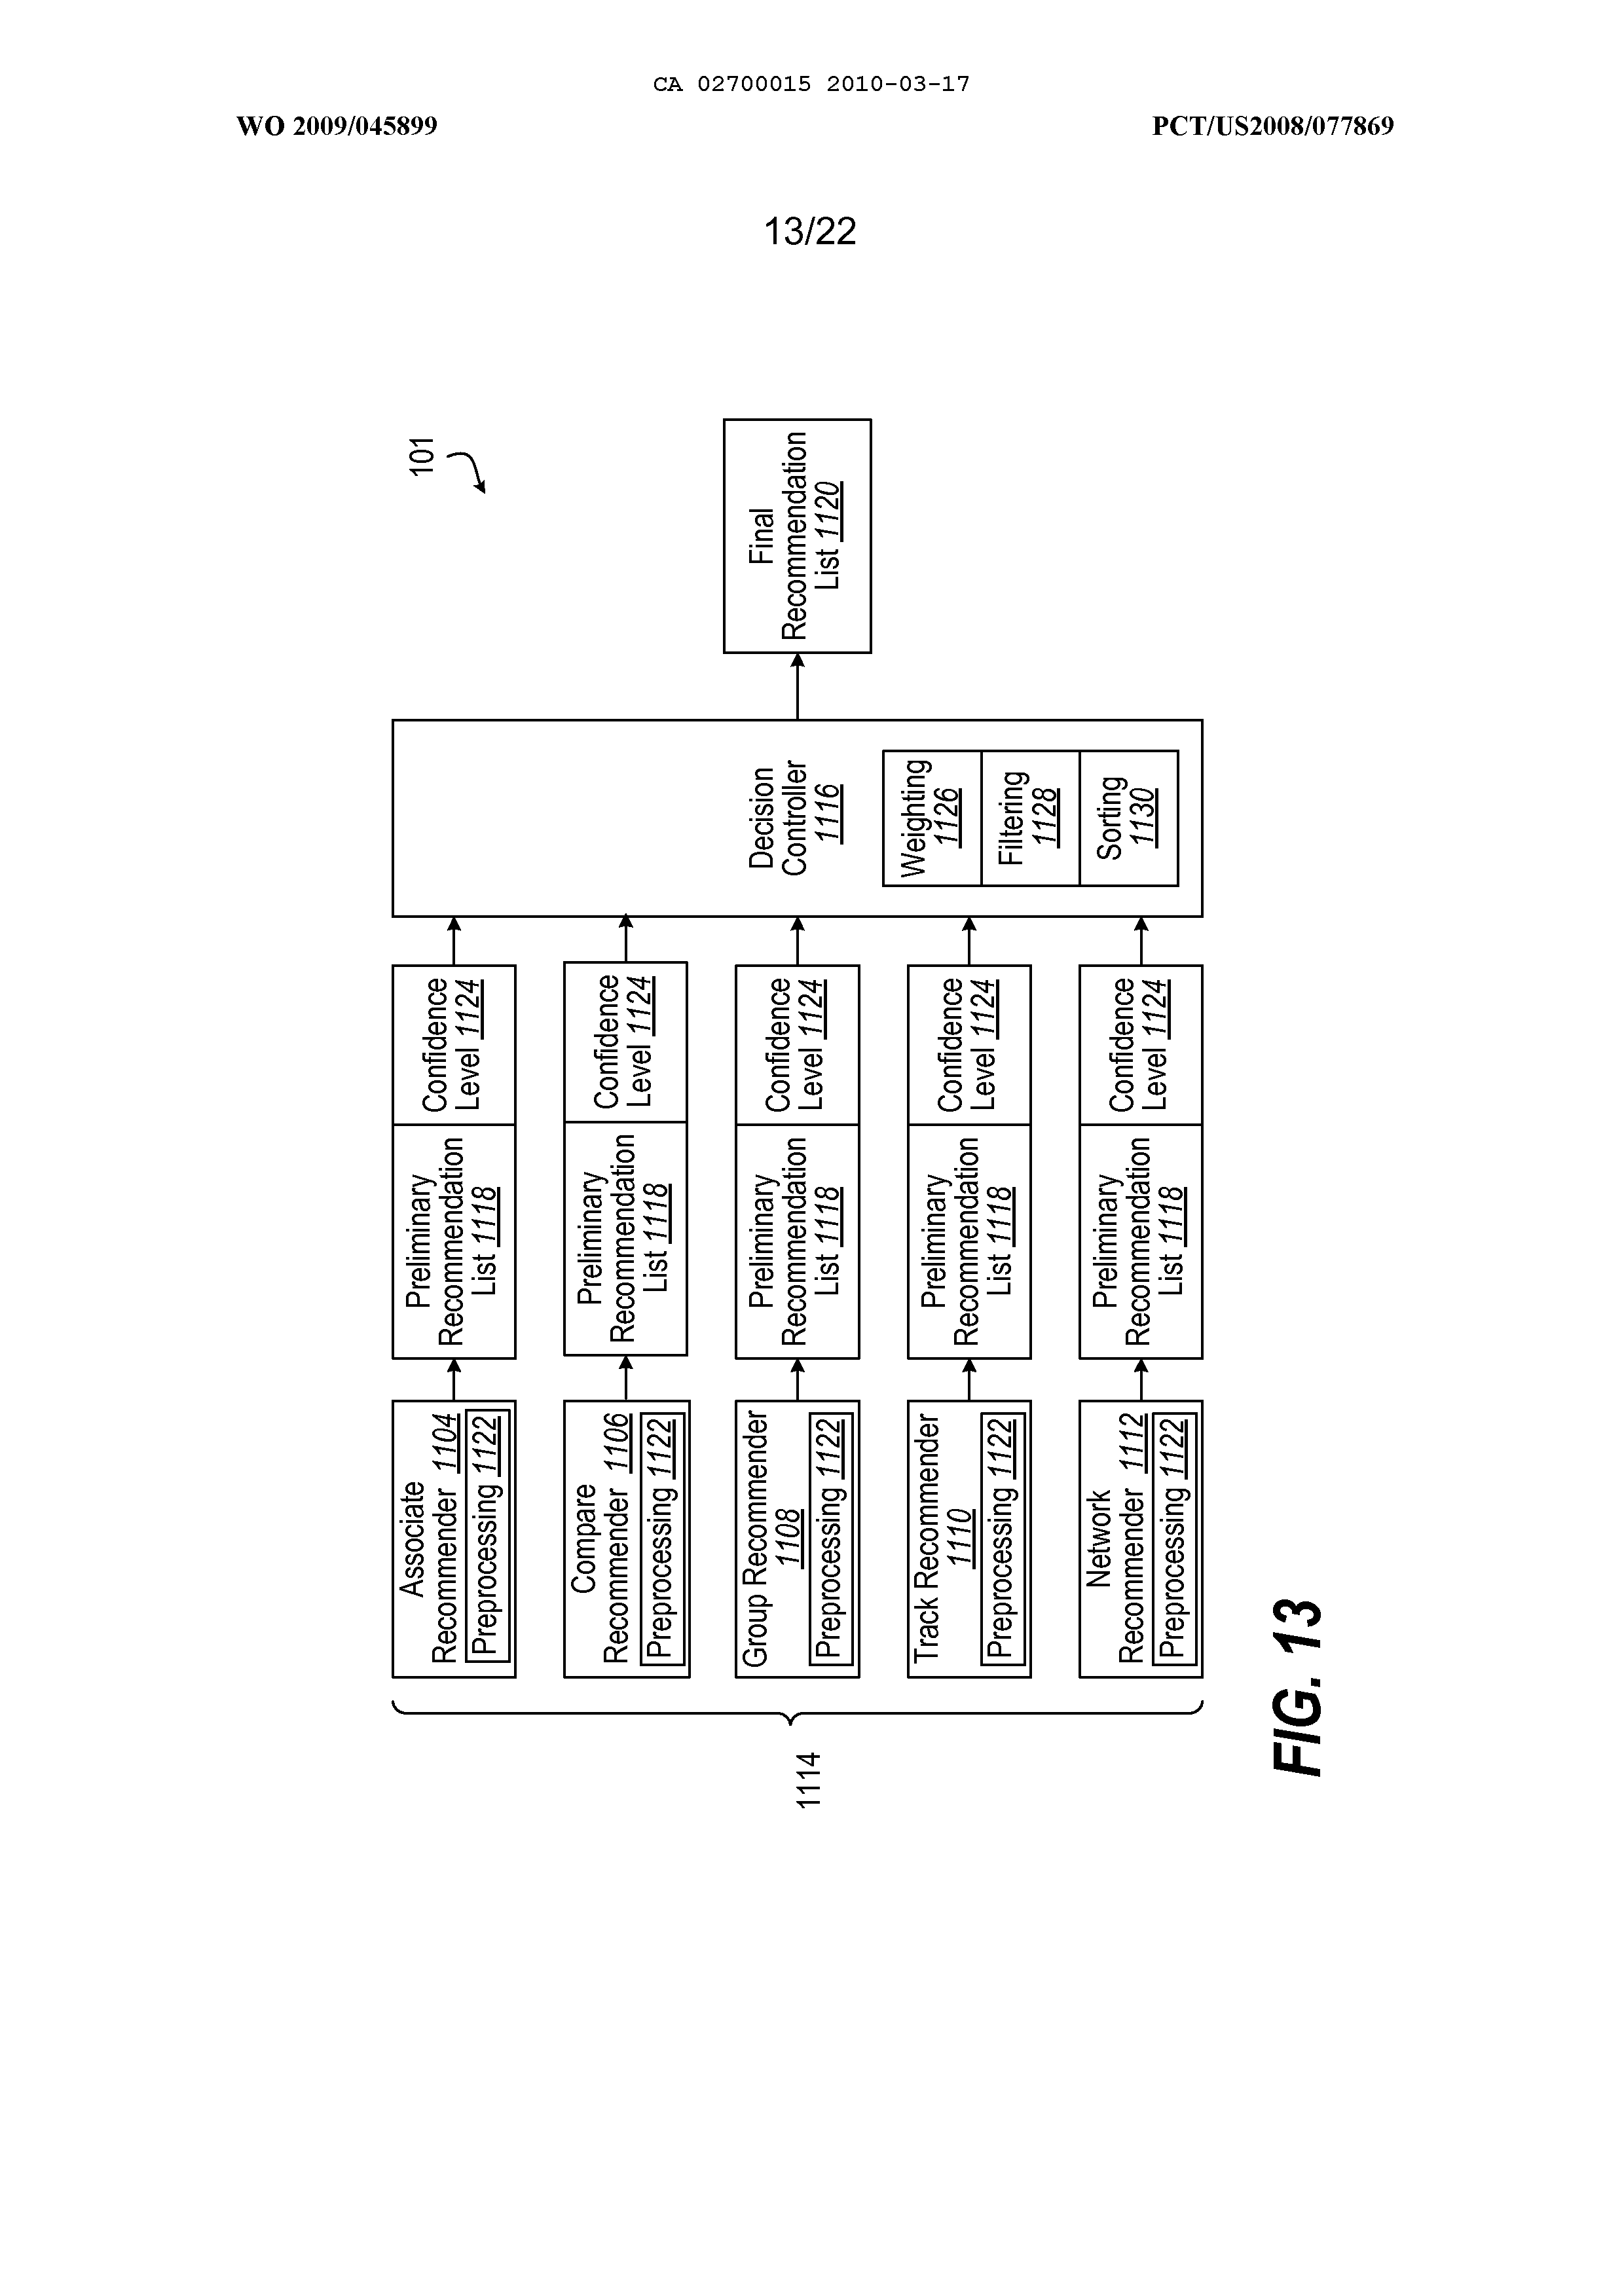 CA 02700015 2010-03-17
WO 2009/045899
PCT/US2008/077869
13/22
101
Associate
Recommender 1104
Preprocessing 1122
Preliminary
Recommendation
List 1118
Confidence
Level 1124
Compare
Recommender 1106
Preprocessing 1122
Preliminary
Recommendation
List 1118
Confidence
Level 1124
Group Recommender
1108
Preprocessing 1122
Preliminary
Recommendation
List 1118
Confidence
Level 1124
Track Recommender
1110
Preprocessing 1122
Preliminary
Recommendation
List 1118
Confidence
Level 1124
Network
Recommender 1112
Preprocessing 1122
Preliminary
Recommendation
List 1118
Confidence
Level 1124
1114
Decision
Controller
1116
Weighting
1126
Filtering
1128
Sorting
1130
Final
Recommendation
List 1120
FIG. 13